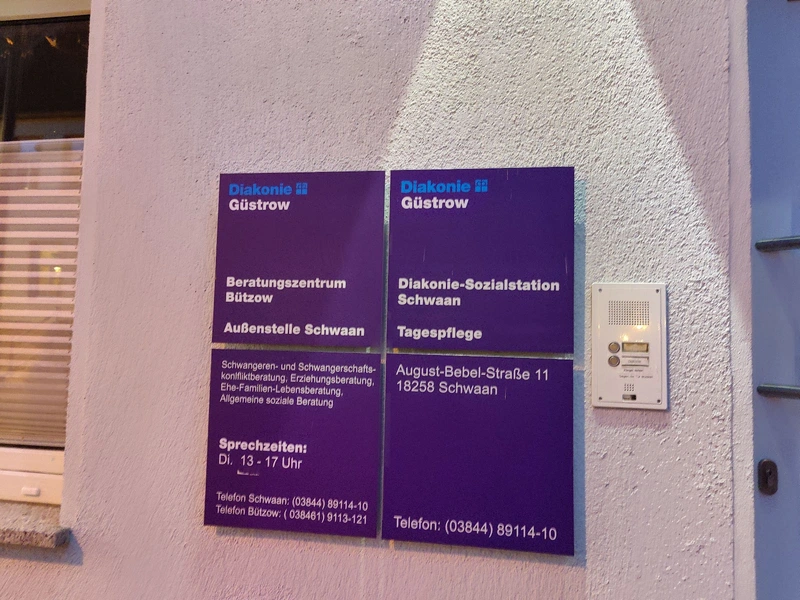 Diakonie
Güstrow
Beratungszentrum
Bützow
Außenstelle Schwaan
Schwangeren- und Schwangerschafts-
konfliktberatung, Erziehungsberatung,
Ehe-Familien-Lebensberatung,
Allgemeine soziale Beratung
Sprechzeiten:
Di. 13 - 17 Uhr
Telefon Schwaan: (03844) 89114-10
Telefon Bützow: ( 038461) 9113-121
Diakonie
Güstrow
Diakonie-Sozialstation
Schwaan
Tagespflege
August-Bebel-Straße 11
18258 Schwaan
Telefon: (03844) 89114-10